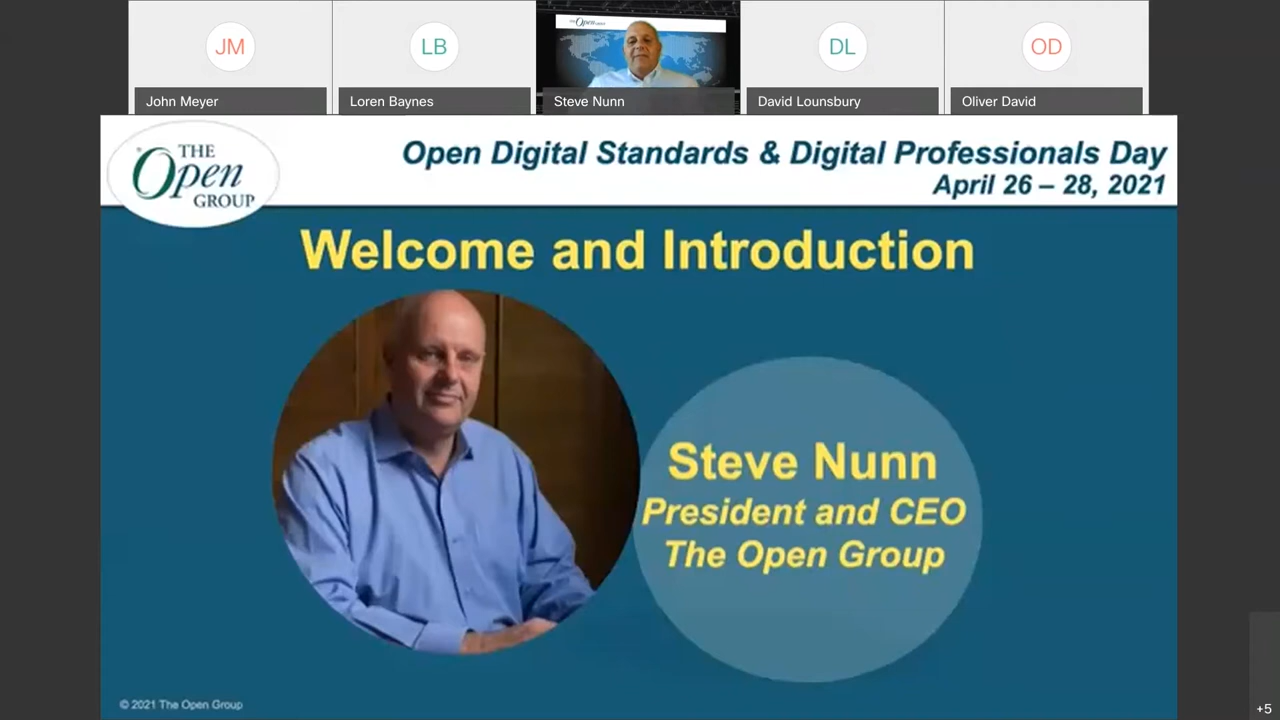 JM
LB
DL
OD
John Meyer
Loren Baynes
Steve Nunn
David Lounsbury
Oliver David
THE
Open
GROUP
Open Digital Standards & Digital Professionals Day
April 26 – 28, 2021
Welcome and Introduction
Steve Nunn
President and CEO
The Open Group
© 2021 The Open Group
+5